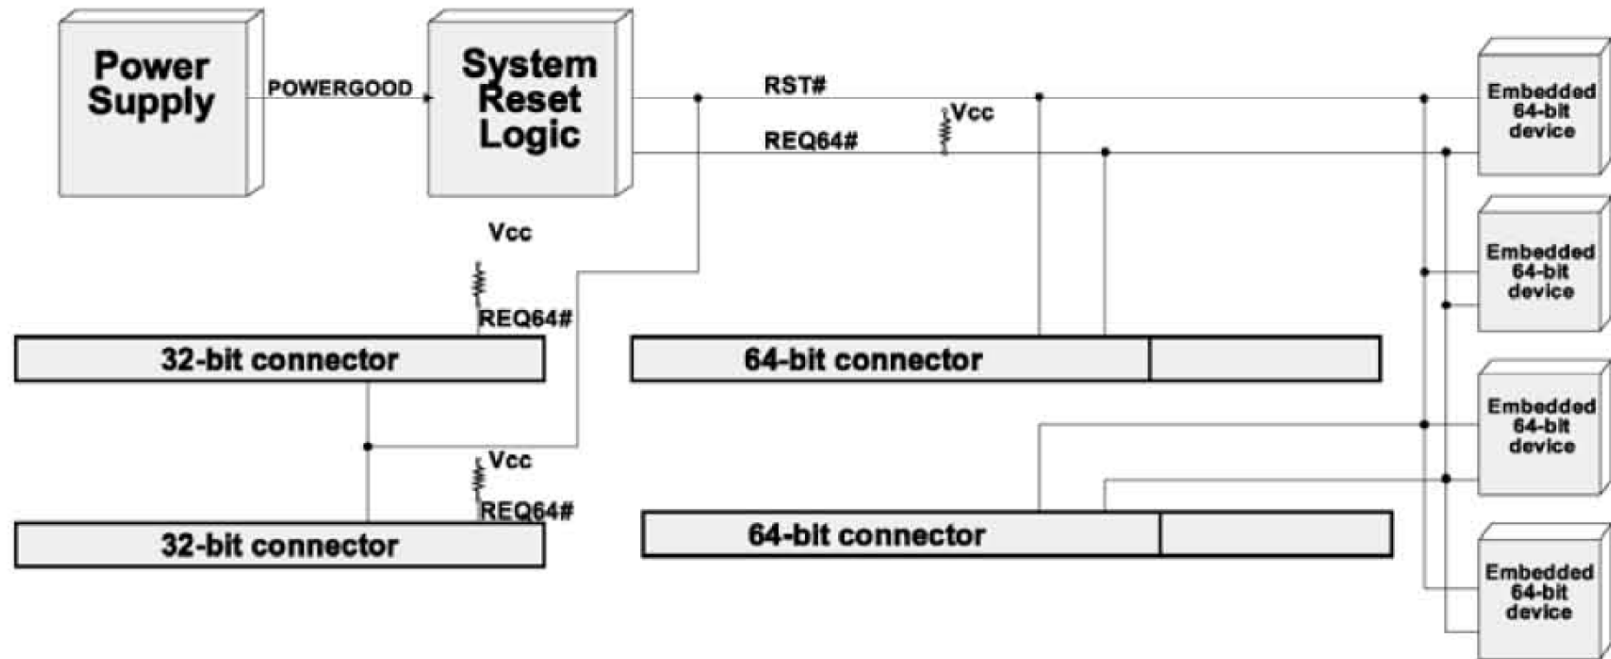 Power
Supply
POWERGOOD
System
Reset
Logic
RST#
Vcc
REQ64#
Embedded
64-bit
device
Vcc
REQ64#
Embedded
64-bit
device
32-bit connector
64-bit connector
Embedded
64-bit
device
Vcc
REQ64#
32-bit connector
64-bit connector
Embedded
64-bit
device